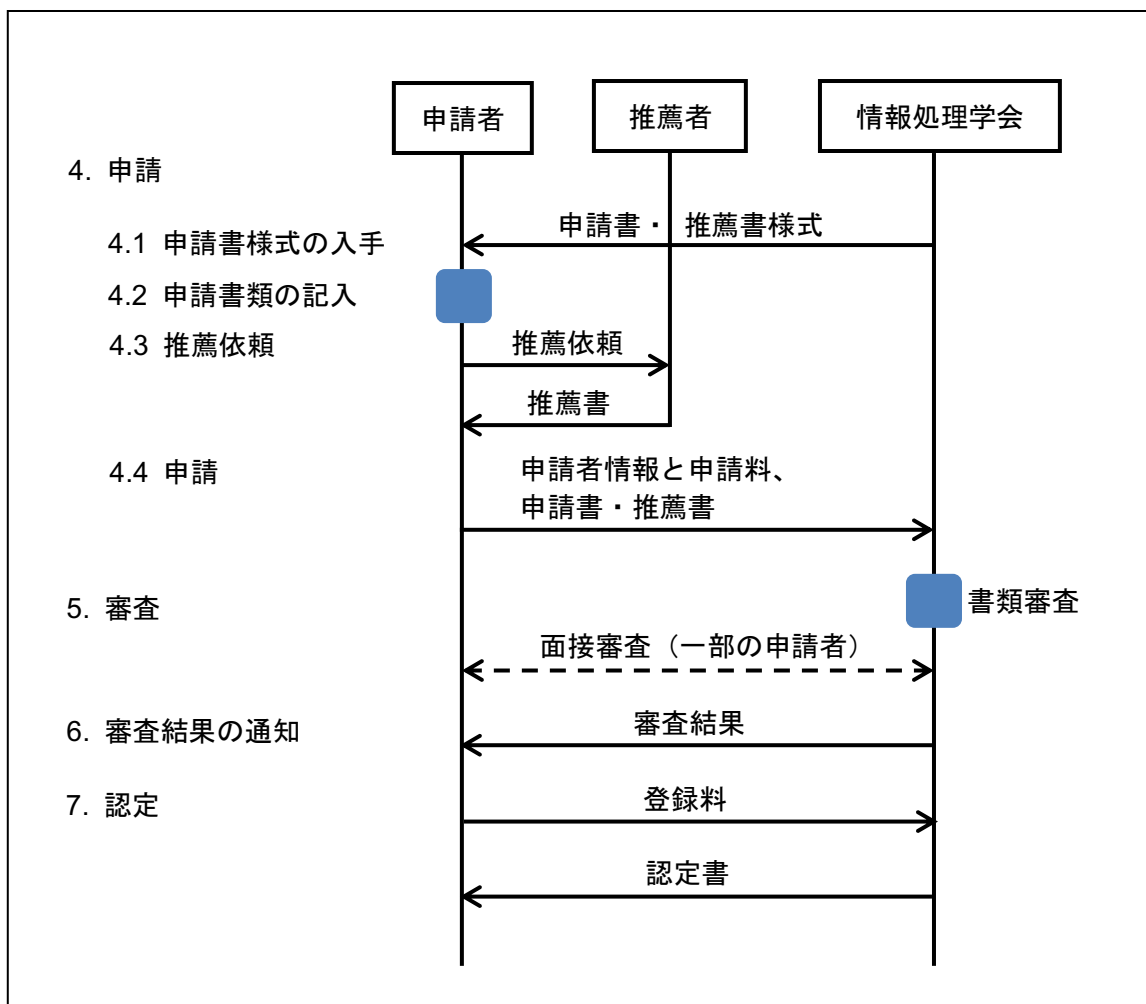 申請者
推薦者
情報処理学会
4. 申請
申請書・ 推薦書様式
4.1 申請書様式の入手
4.2 申請書類の記入
4.3 推薦依頼
推薦依頼
推薦書
4.4 申請
申請者情報と申請料、
申請書・推薦書
5. 審査
書類審査
面接審査（一部の申請者）
6. 審査結果の通知
審査結果
7. 認定
登録料
認定書